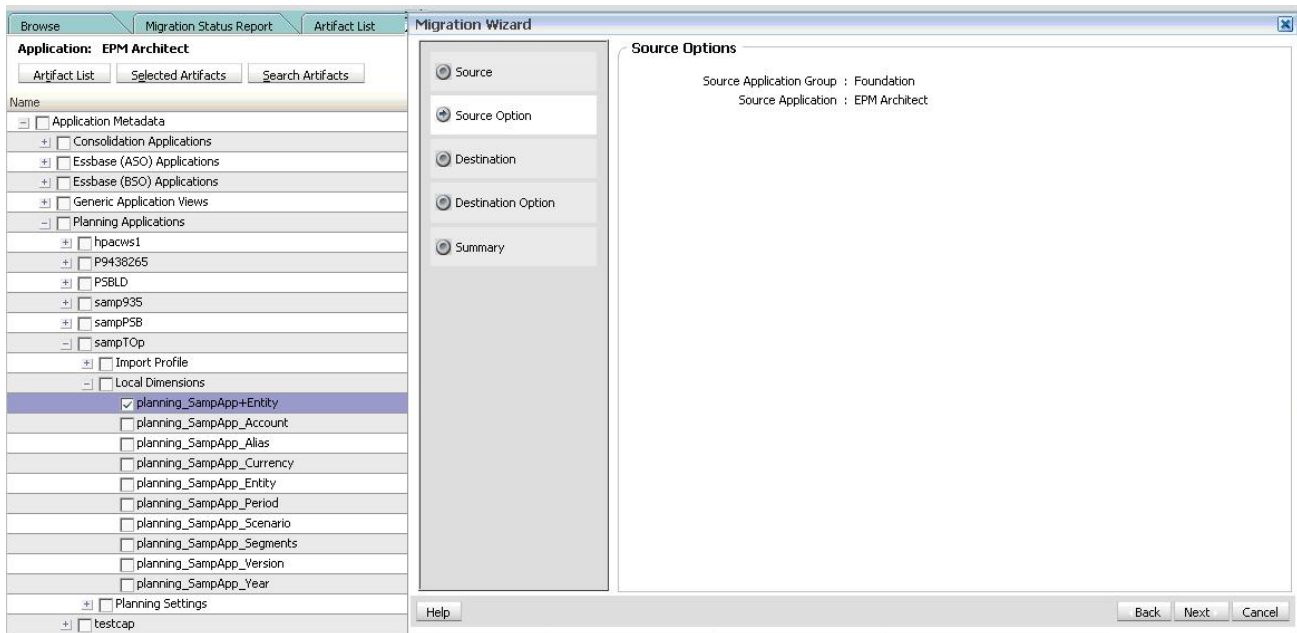 Browse
Migration Status Report
Artifact List
Application: EPM Architect
Artifact List
Selected Artifacts
Search Artifacts
Name
Application Metadata
Consolidation Applications
Essbase (ASO) Applications
Essbase (BSO) Applications
Generic Application Views
Planning Applications
hpacws1
P9438265
PSBLD
samp935
sampPSB
sampTOp
Import Profile
Local Dimensions
planning_SampApp+Entity
planning_SampApp_Account
planning_SampApp_Alias
planning_SampApp_Currency
planning_SampApp_Entity
planning_SampApp_Period
planning_SampApp_Scenario
planning_SampApp_Segments
planning_SampApp_Version
planning_SampApp_Year
Planning Settings
testcap
Migration Wizard
Source
Source Option
Destination
Destination Option
Summary
Source Options
Source Application Group : Foundation
Source Application : EPM Architect
Help
Back
Next
Cancel